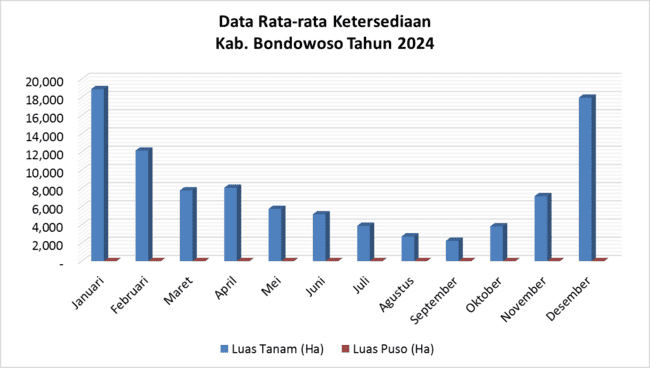 Data Rata-rata Ketersediaan
Kab. Bondowoso Tahun 2024
20,000
18,000
16,000
14,000
12,000
10,000
8,000
6,000
4,000
2,000
-
Januari
Februari
Maret
April
Mei
Juni
Juli
Agustus
September
Oktober
November
Desember
Luas Tanam (Ha) Luas Puso (Ha)